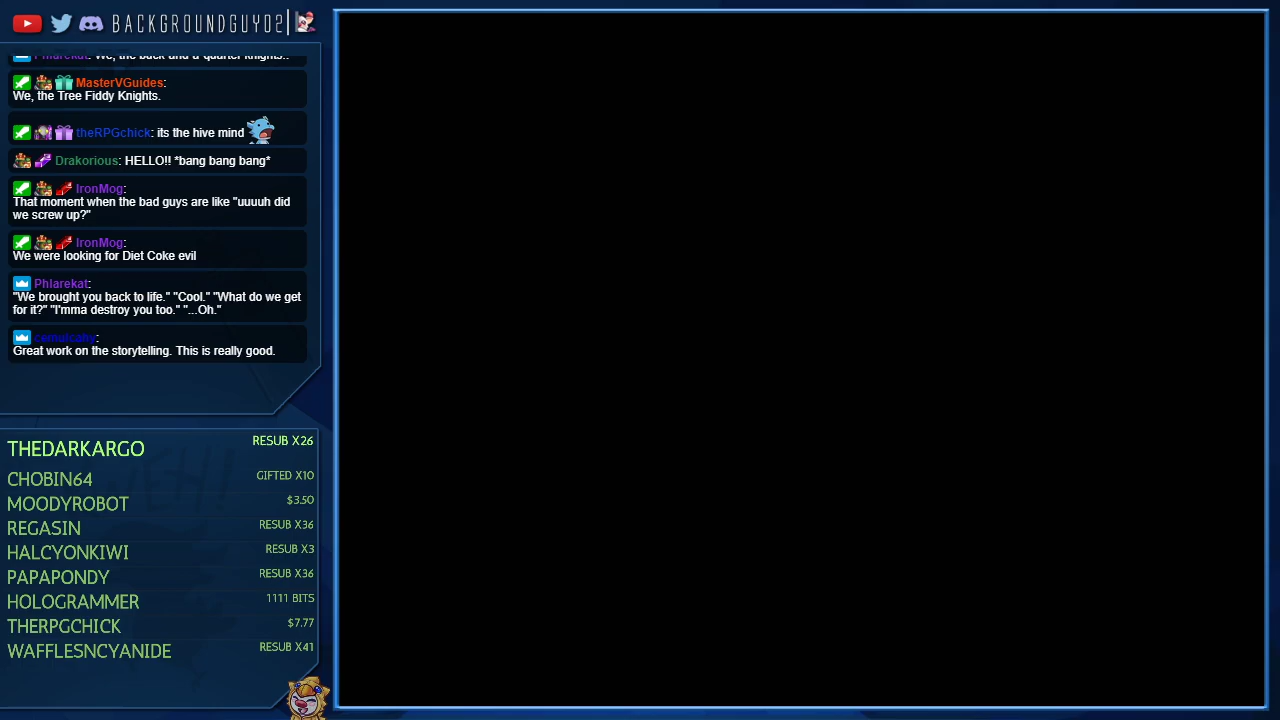 BACKGROUNDGUY02
Phlarekat: We, the buck and a quarter knights..
MasterVGuides:
We, the Tree Fiddy Knights.
theRPGchick: its the hive mind
Drakorious: HELLO!! *bang bang bang*
IronMog:
That moment when the bad guys are like "uuuuh did
we screw up?"
IronMog:
We were looking for Diet Coke evil
Phlarekat:
"We brought you back to life." "Cool." "What do we get
for it?" "I'mma destroy you too." "...Oh."
cemulcahy:
Great work on the storytelling. This is really good.
THEDARKARGO RESUB X26
CHOBIN64 GIFTED X10
MOODYROBOT $3.50
REGASIN RESUB X36
HALCYONKIWI RESUB X3
PAPAPONDY RESUB X36
HOLOGRAMMER 1111 BITS
THERPGCHICK $7.77
WAFFLESNCYANIDE RESUB X41